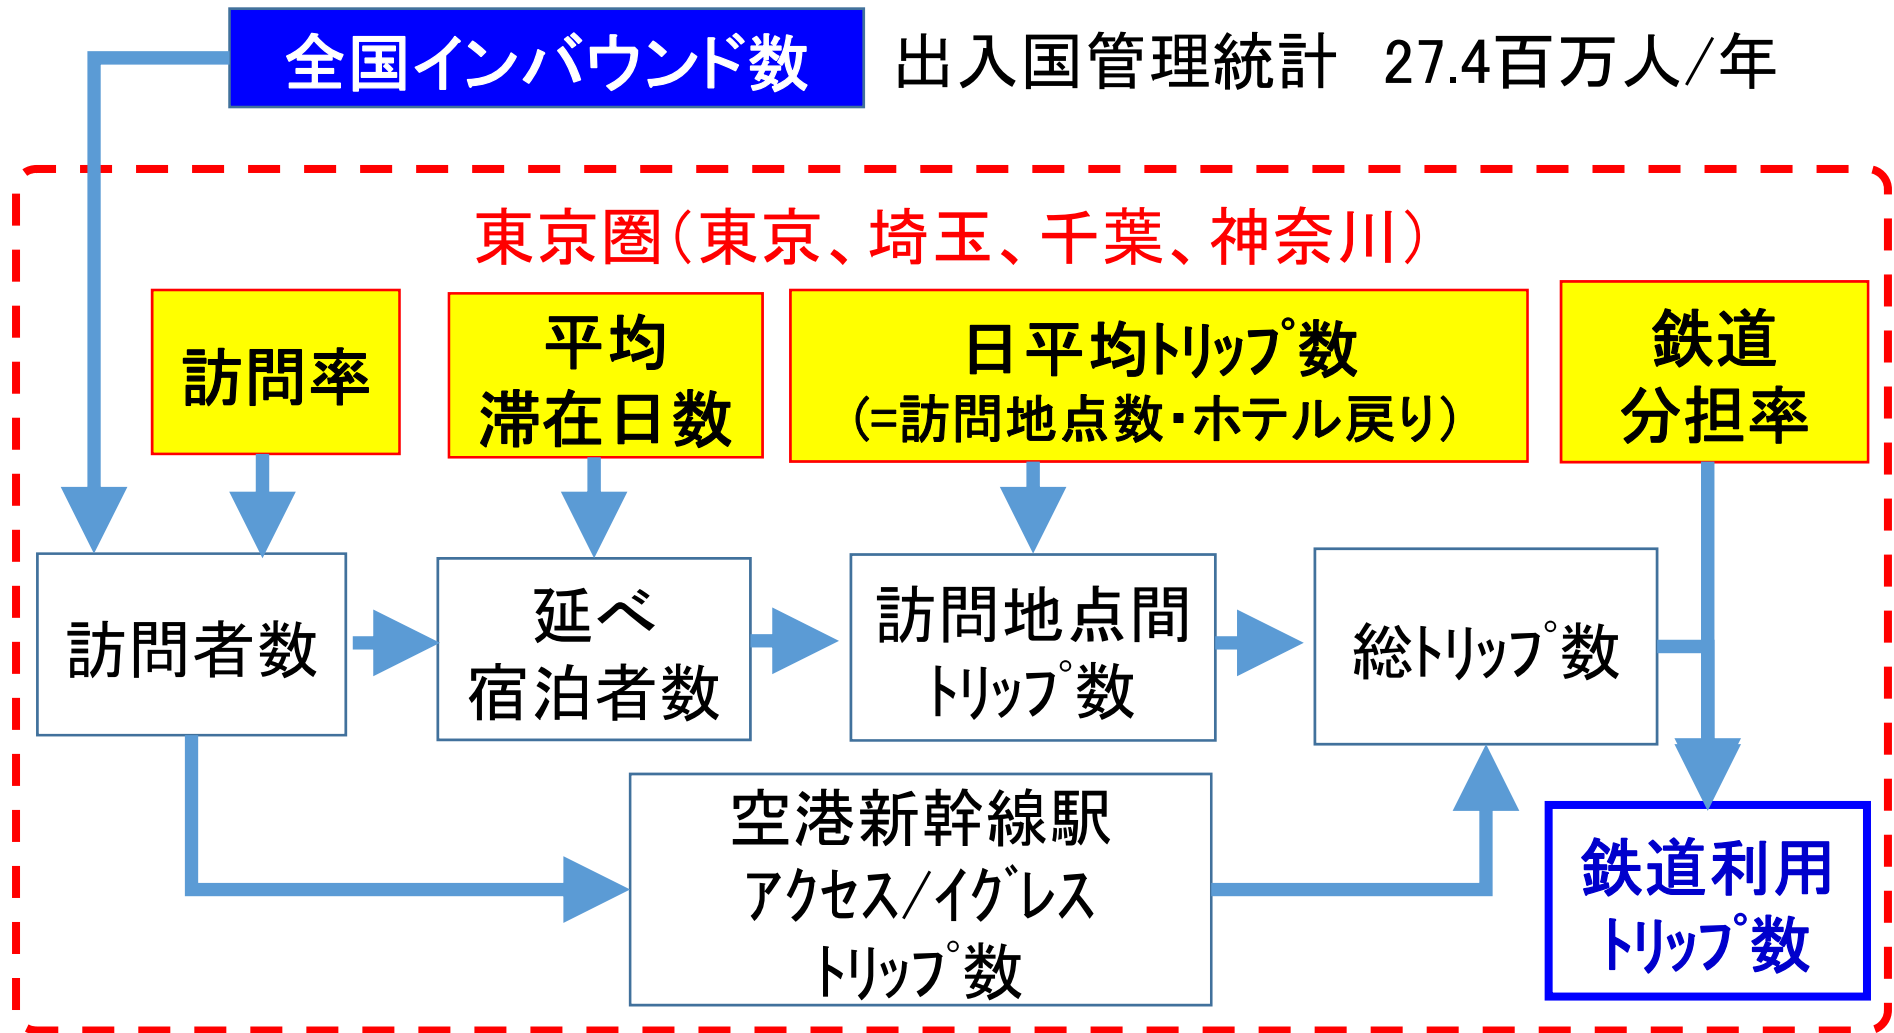 全国インバウンド数
出入国管理統計　27.4百万人/年
東京圏（東京、埼玉、千葉、神奈川）
訪問率
平均
滞在日数
日平均ﾄﾘｯﾌﾟ数
(=訪問地点数・ホテル戻り)
鉄道
分担率
訪問者数
延べ
宿泊者数
訪問地点間
ﾄﾘｯﾌﾟ数
総ﾄﾘｯﾌﾟ数
空港新幹線駅
ｱｸｾｽ/ｲｸﾞﾚｽ
ﾄﾘｯﾌﾟ数
鉄道利用
ﾄﾘｯﾌﾟ数